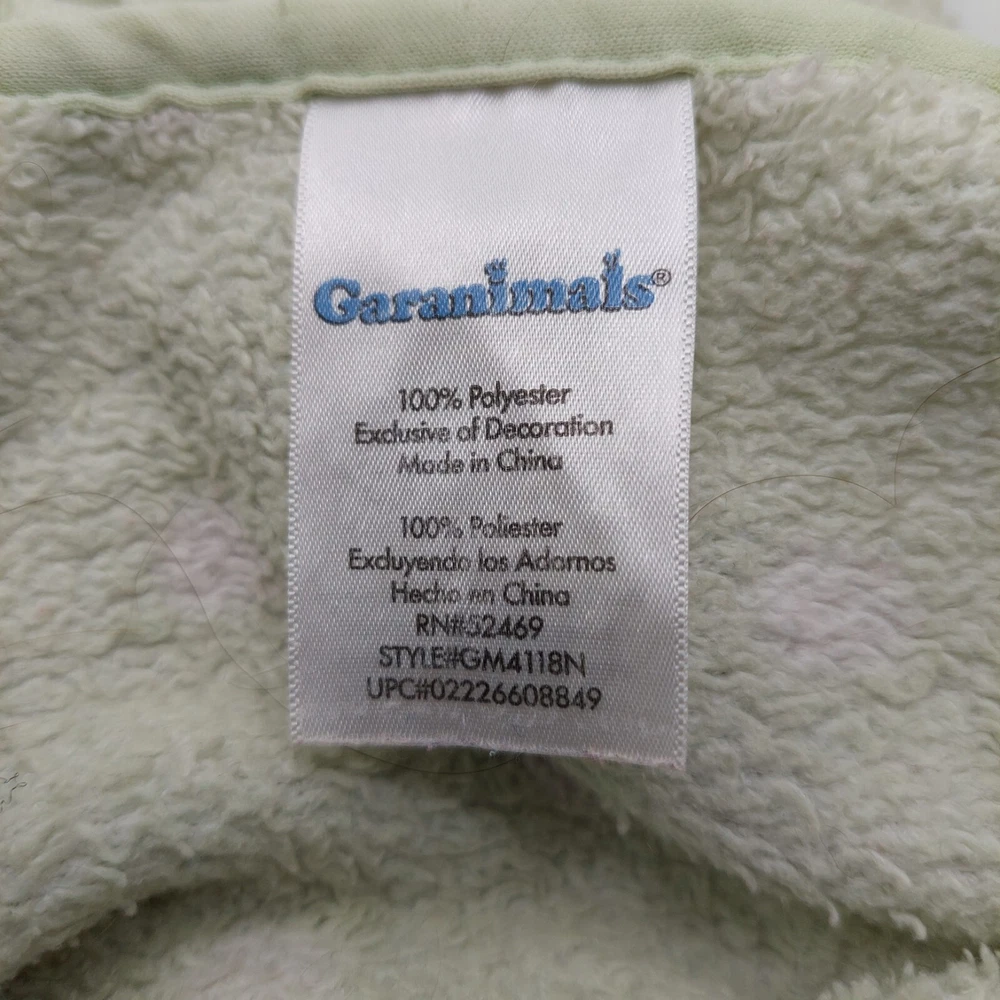 Garanimals®
100% Polyester
Exclusive of Decoration
Made in China
100% Poliester
Excluyendo los Adornos
Hecho en China
RN#52469
STYLE#GM4118N
UPC#02226608849